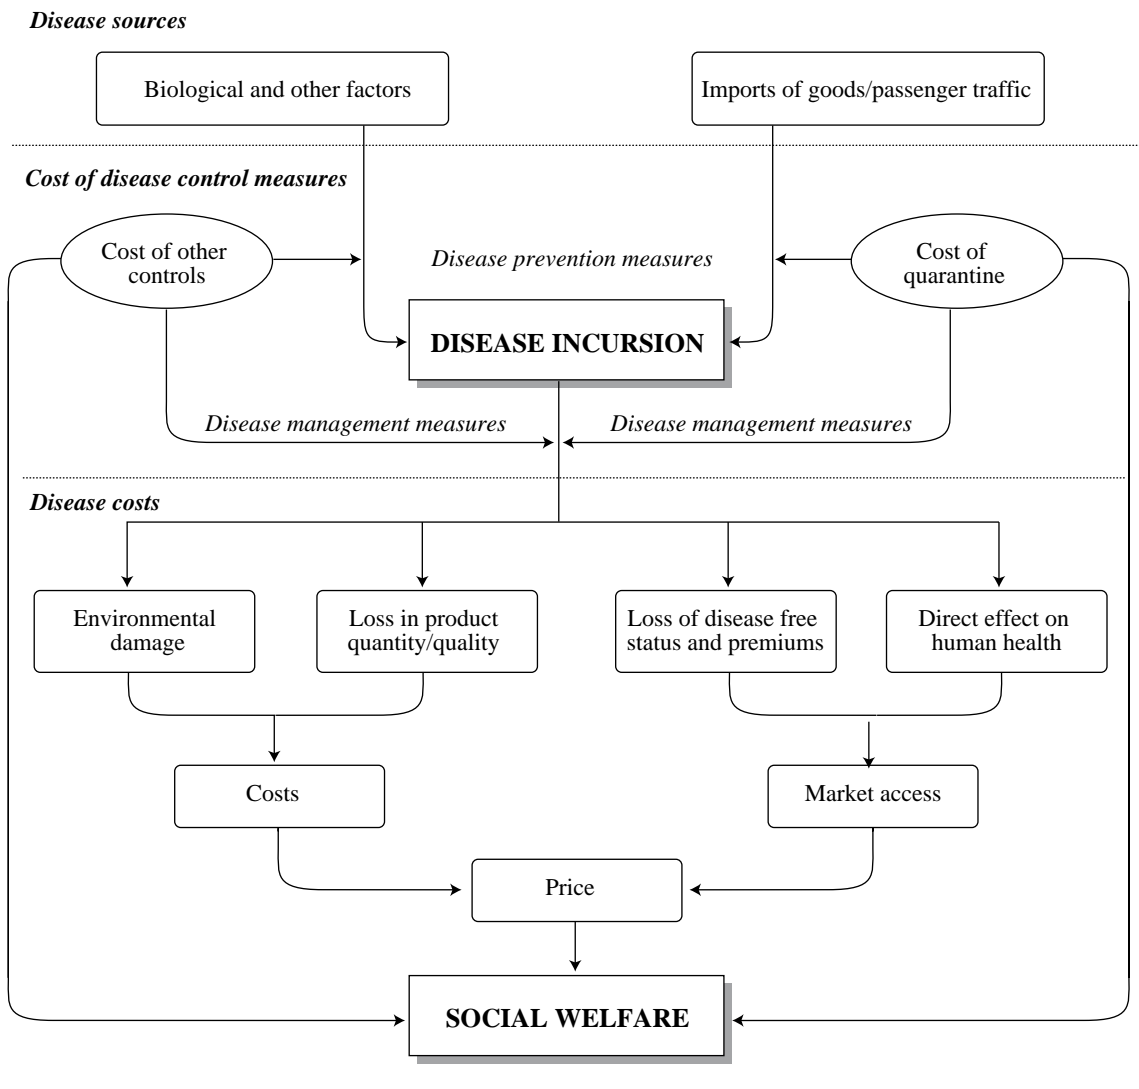 Disease sources
Biological and other factors
Imports of goods/passenger traffic
Cost of disease control measures
Cost of other
controls
Disease prevention measures
Cost of
quarantine
DISEASE INCURSION
Disease management measures
Disease management measures
Disease costs
Environmental
damage
Loss in product
quantity/quality
Loss of disease free
status and premiums
Direct effect on
human health
Costs
Market access
Price
SOCIAL WELFARE